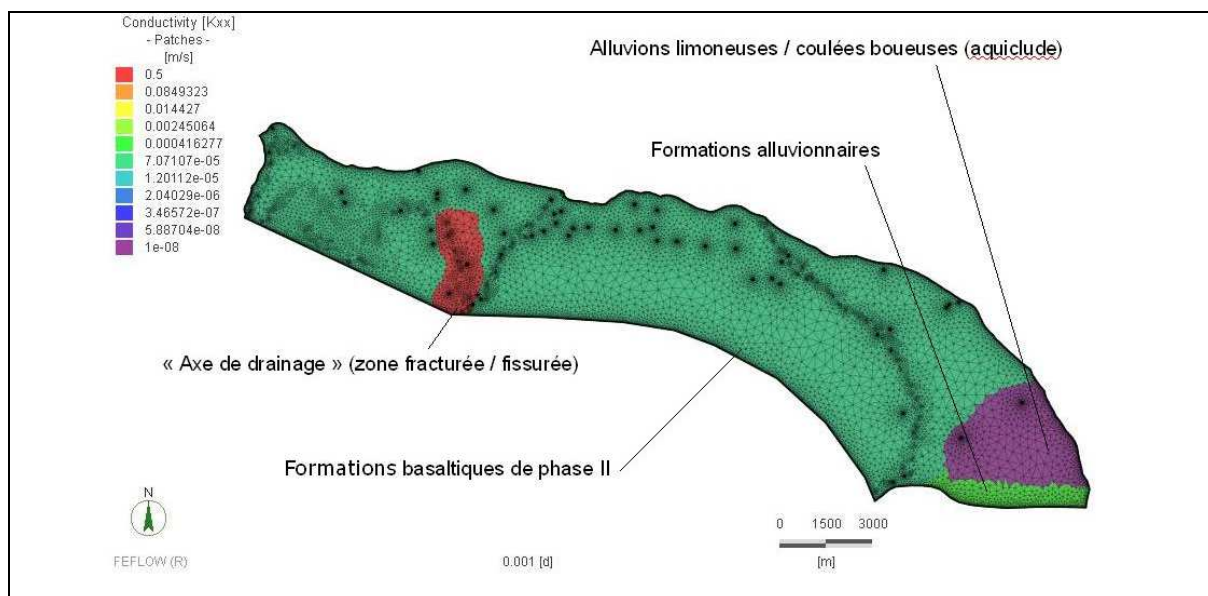 Conductivity [Kxx]
- Patches -
[m/s]
0.5
0.0849323
0.014427
0.00245064
0.000416277
7.07107e-05
1.20112e-05
2.04029e-06
3.46572e-07
5.88704e-08
1e-08
Alluvions limoneuses / coulées boueuses (aquiclude)
Formations alluvionnaires
« Axe de drainage » (zone fracturée / fissurée)
Formations basaltiques de phase II
N
FEFLOW (R)
0.001 [d]
0 1500 3000
[m]